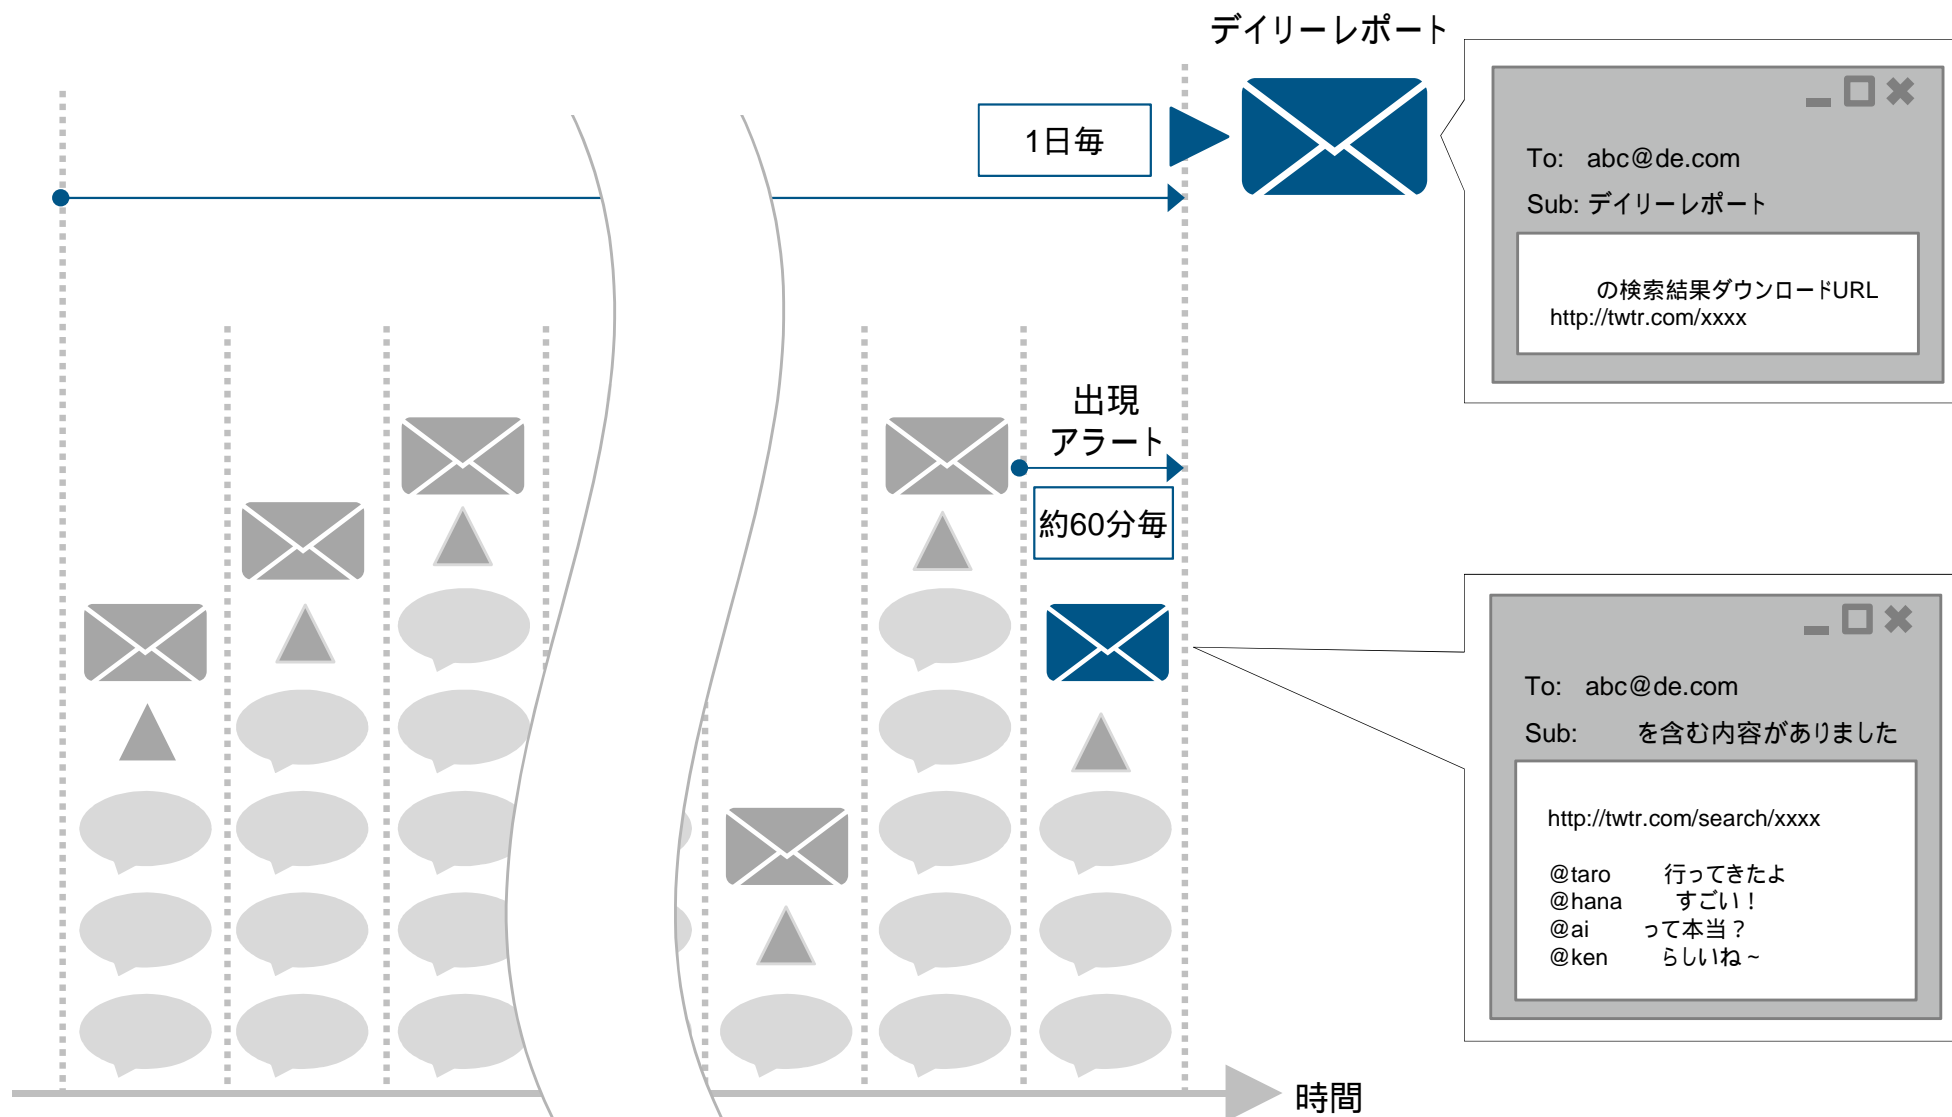 デイリーレポート
1日毎
To: abc@de.com
Sub: デイリーレポート
の検索結果ダウンロードURL
http://twtr.com/xxxx
出現
アラート
約60分毎
To: abc@de.com
Sub: を含む内容がありました
http://twtr.com/search/xxxx
@taro 行ってきたよ
@hana すごい！
@ai って本当？
@ken らしいね～
時間